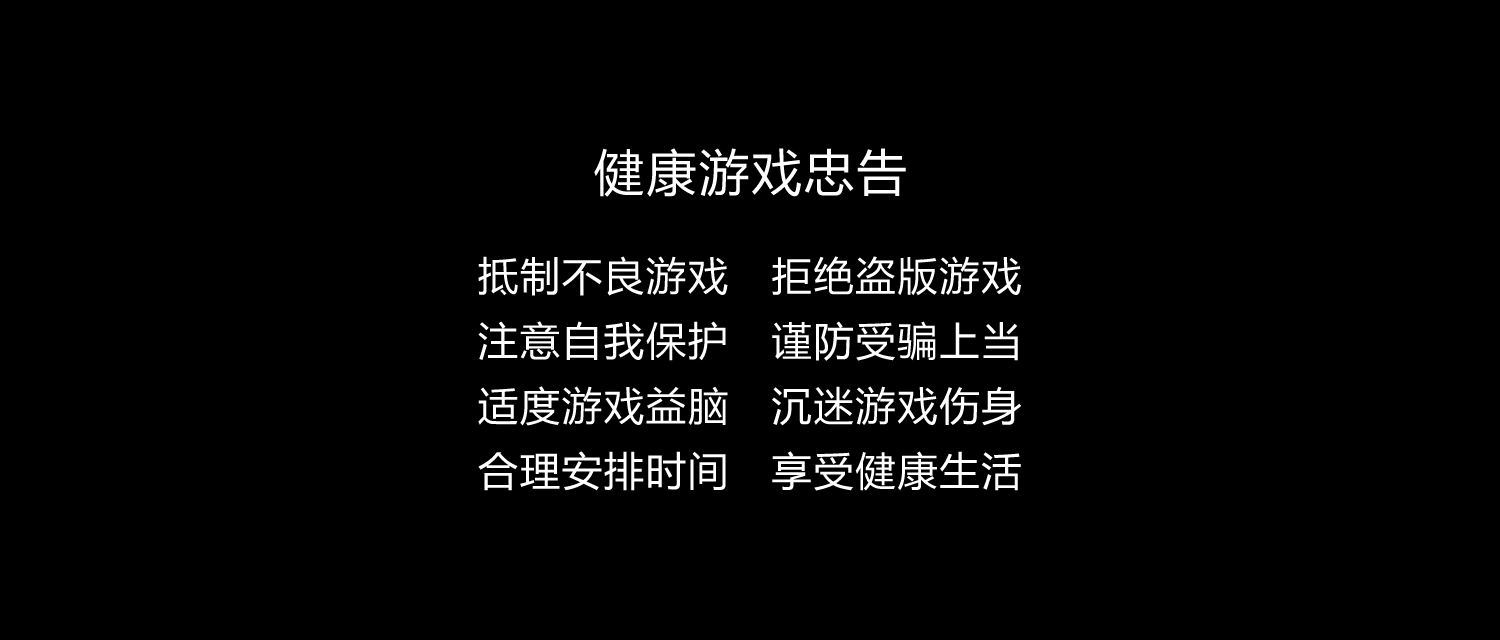 健康游戏忠告
抵制不良游戏　拒绝盗版游戏
注意自我保护　谨防受骗上当
适度游戏益脑　沉迷游戏伤身
合理安排时间　享受健康生活